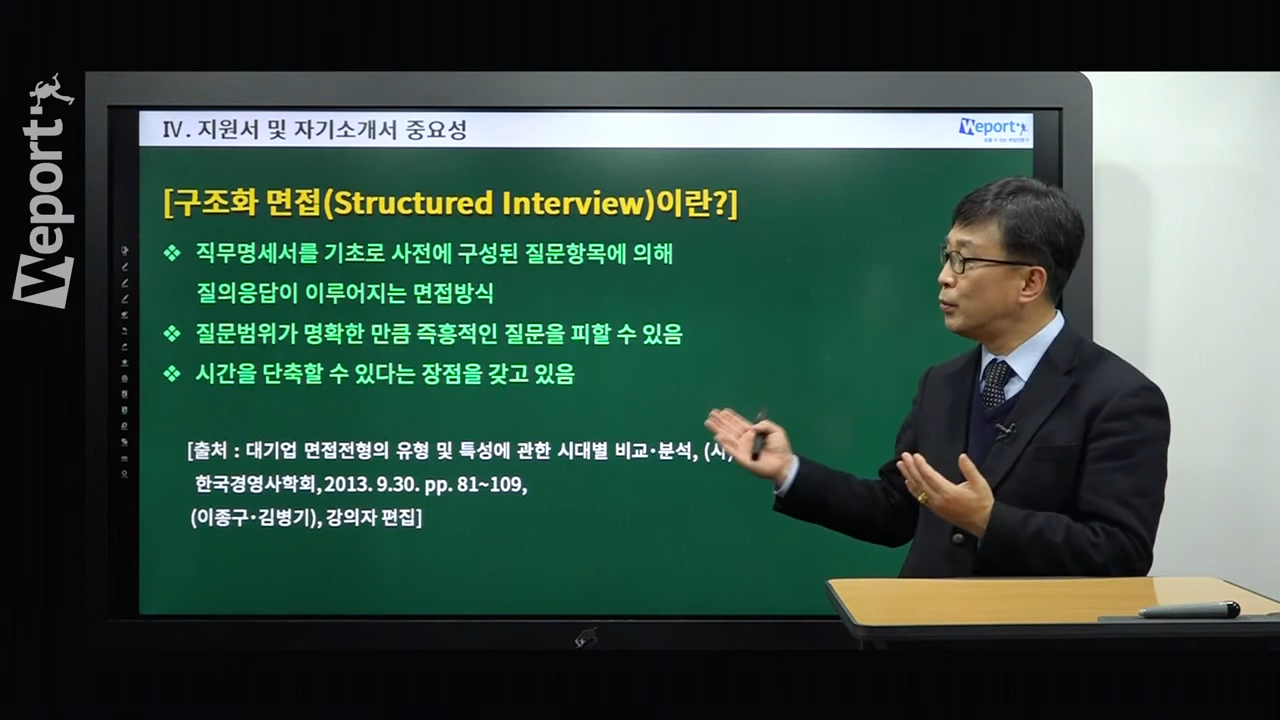 Weport
Ⅳ. 지원서 및 자기소개서 중요성
Weport
[구조화 면접(Structured Interview)이란?]
❖ 직무명세서를 기초로 사전에 구성된 질문항목에 의해
질의응답이 이루어지는 면접방식
❖ 질문범위가 명확한 만큼 즉흥적인 질문을 피할 수 있음
❖ 시간을 단축할 수 있다는 장점을 갖고 있음
[출처 : 대기업 면접전형의 유형 및 특성에 관한 시대별 비교·분석, (사)
한국경영사학회, 2013. 9.30. pp. 81~109,
(이종구·김병기), 강의자 편집]